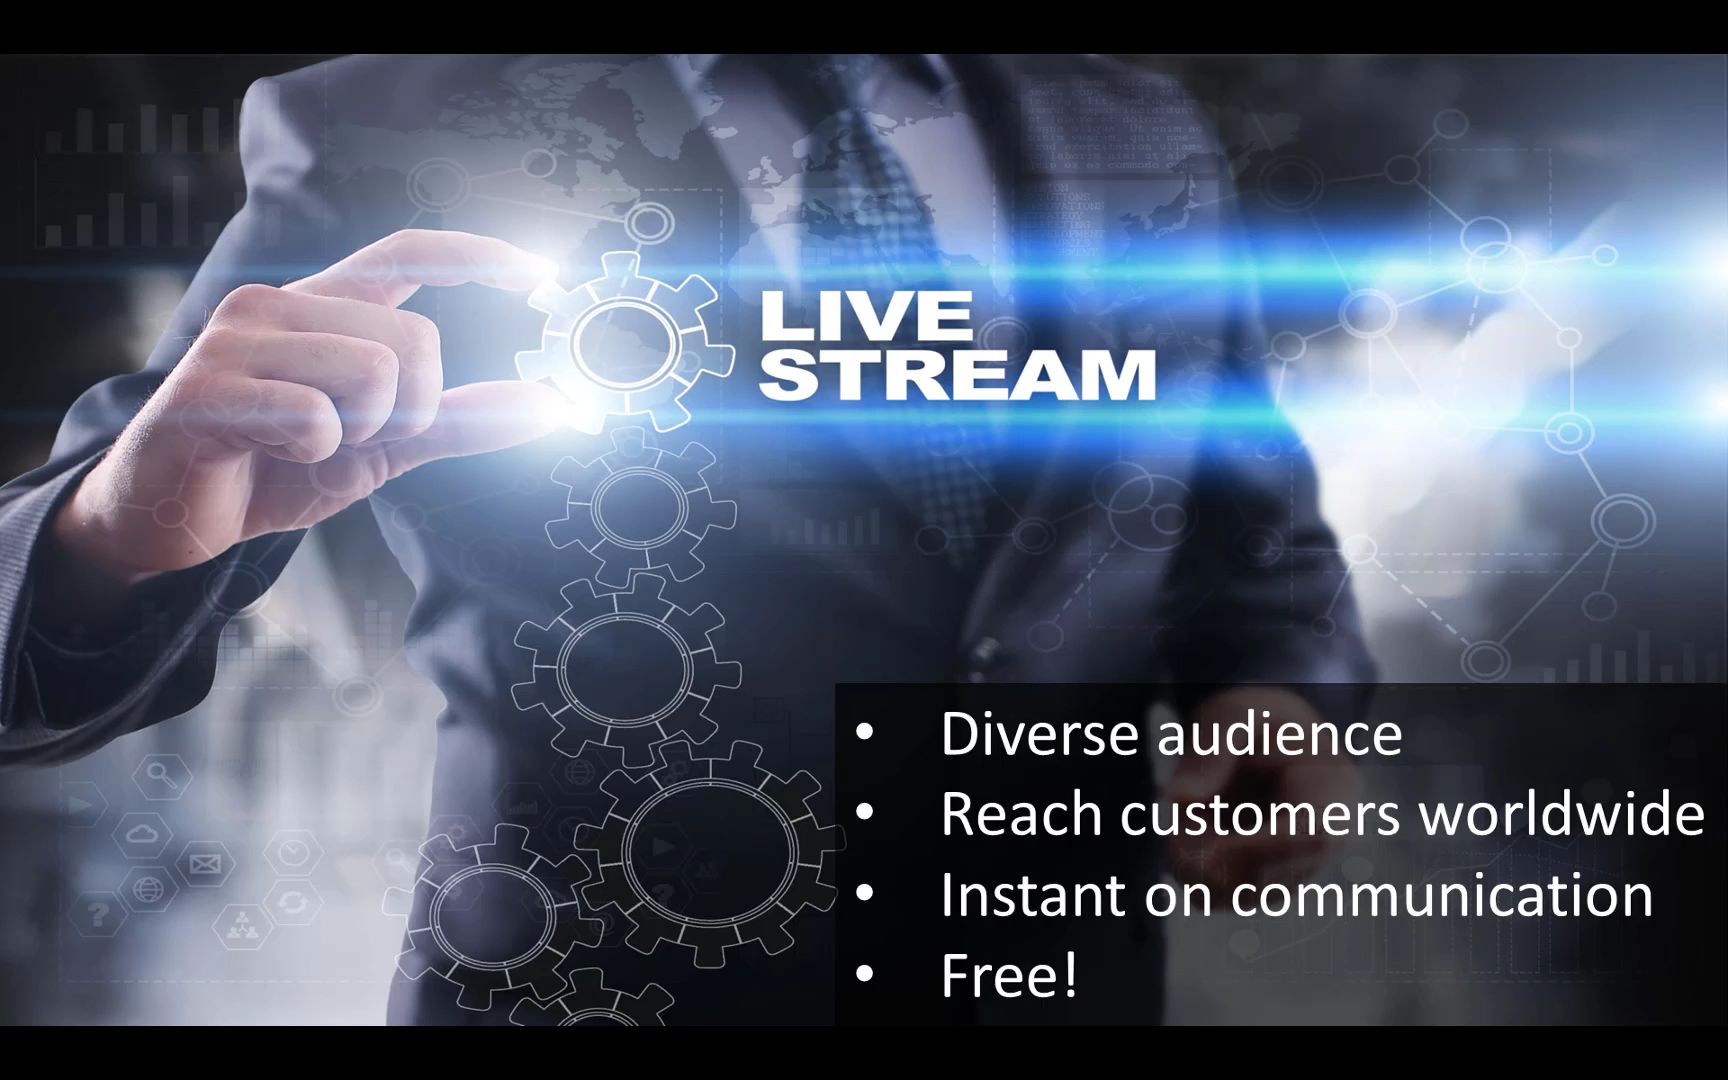 LIVE
STREAM
• Diverse audience
• Reach customers worldwide
• Instant on communication
• Free!